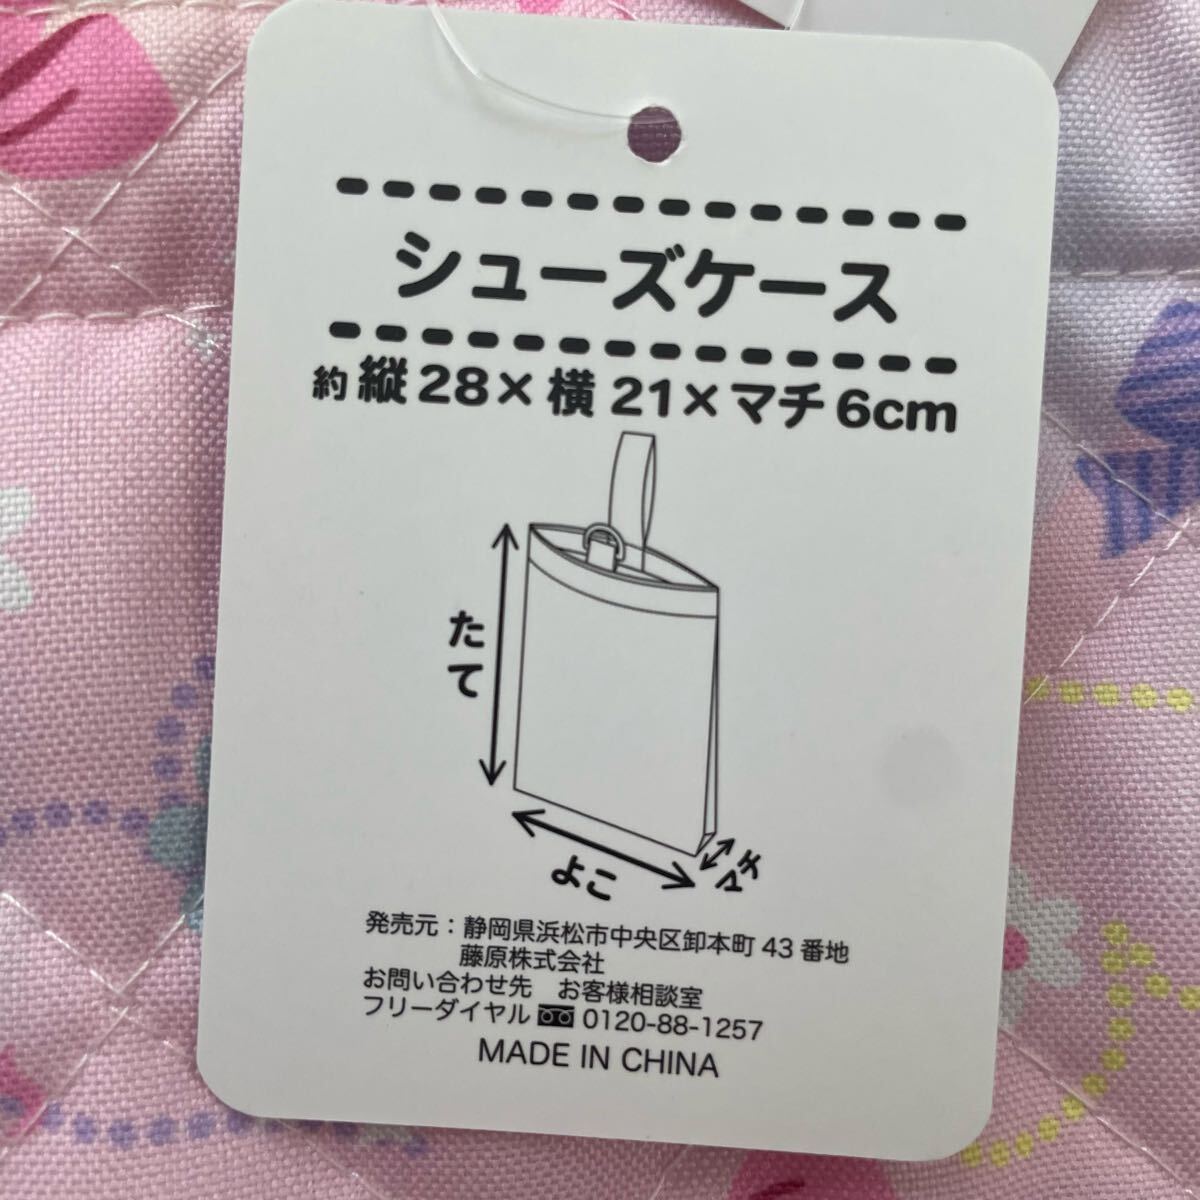 シューズケース
約 縦 28× 横 21×マチ 6cm
たて
よこ
マチ
発売元：静岡県浜松市中央区卸本町 43 番地
藤原株式会社
お問い合わせ先　お客様相談室
フリーダイヤル 0120-88-1257
MADE IN CHINA